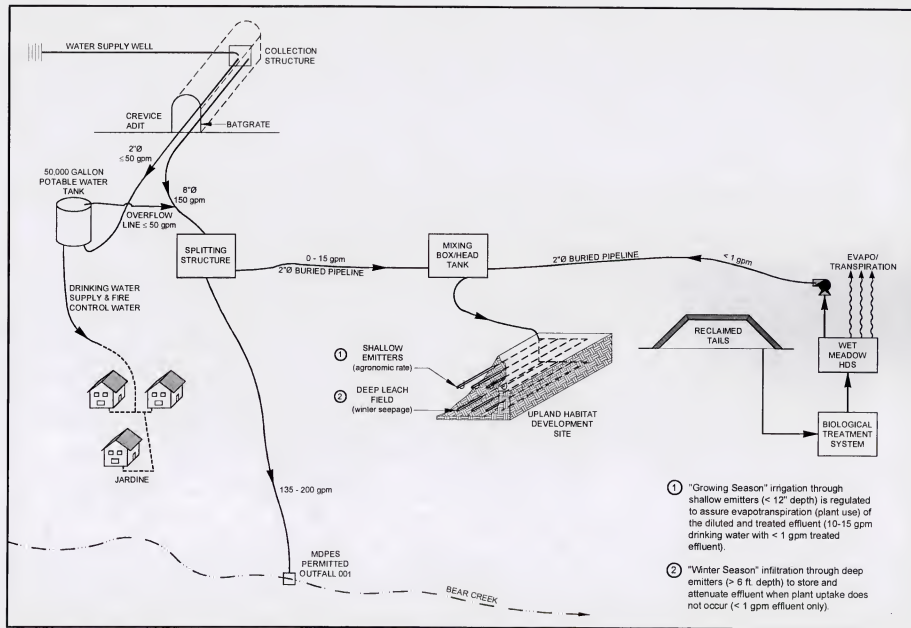 WATER SUPPLY WELL
COLLECTION
STRUCTURE
CREVICE
ADIT
BATGRATE
2"Ø
≤ 50 gpm
50,000 GALLON
POTABLE WATER
TANK
8"Ø
150 gpm
OVERFLOW
LINE ≤ 50 gpm
SPLITTING
STRUCTURE
0 - 15 gpm
2"Ø BURIED PIPELINE
MIXING
BOX/HEAD
TANK
2"Ø BURIED PIPELINE
< 1 gpm
EVAPO/
TRANSPIRATION
DRINKING WATER
SUPPLY & FIRE
CONTROL WATER
RECLAIMED
TAILS
WET
MEADOW
HDS
1
SHALLOW
EMITTERS
(agronomic rate)
2
DEEP LEACH
FIELD
(winter seepage)
UPLAND HABITAT
DEVELOPMENT
SITE
BIOLOGICAL
TREATMENT
SYSTEM
JARDINE
135 - 200 gpm
MDPES
PERMITTED
OUTFALL 001
BEAR CREEK
1 "Growing Season" irrigation through
shallow emitters (< 12" depth) is regulated
to assure evapotranspiration (plant use) of
the diluted and treated effluent (10-15 gpm
drinking water with < 1 gpm treated
effluent).
2 "Winter Season" infiltration through deep
emitters (> 6 ft. depth) to store and
attenuate effluent when plant uptake does
not occur (< 1 gpm effluent only).